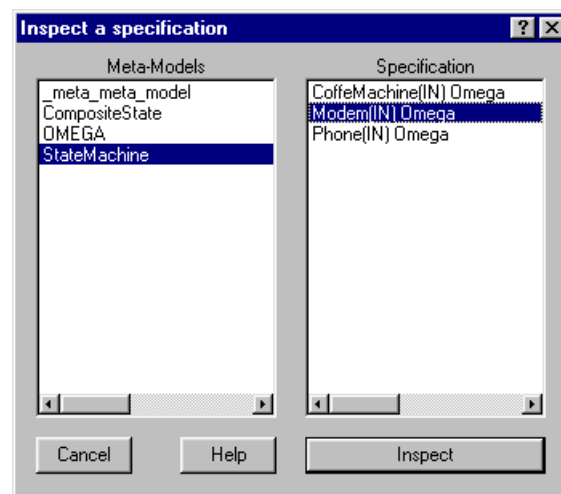 Inspect a specification
Meta-Models
_meta_meta_model
CompositeState
OMEGA
StateMachine
Specification
CoffeMachine(IN) Omega
Modem(IN) Omega
Phone(IN) Omega
Cancel
Help
Inspect